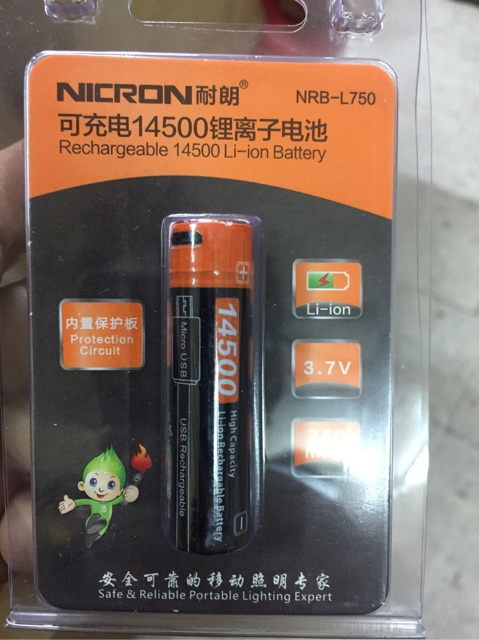 NICRON耐朗® NRB-L750
可充电14500锂离子电池
Rechargeable 14500 Li-ion Battery
内置保护板
Protection
Circuit
Micro USB
USB Rechargeable
14500
High Capacity
Li-ion Rechargeable Battery
Li-ion
3.7V
安全可靠的移动照明专家
Safe & Reliable Portable Lighting Expert